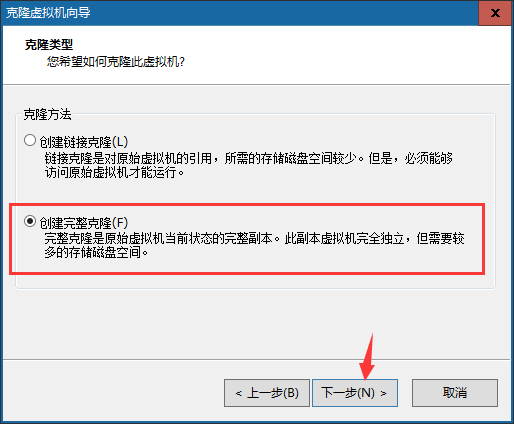 克隆虚拟机向导
x
克隆类型
您希望如何克隆此虚拟机?
克隆方法
创建链接克隆(L)
链接克隆是对原始虚拟机的引用，所需的存储磁盘空间较少。但是，必须能够
访问原始虚拟机才能运行。
创建完整克隆(F)
完整克隆是原始虚拟机当前状态的完整副本。此副本虚拟机完全独立，但需要较
多的存储磁盘空间。
< 上一步(B)
下一步(N) >
取消